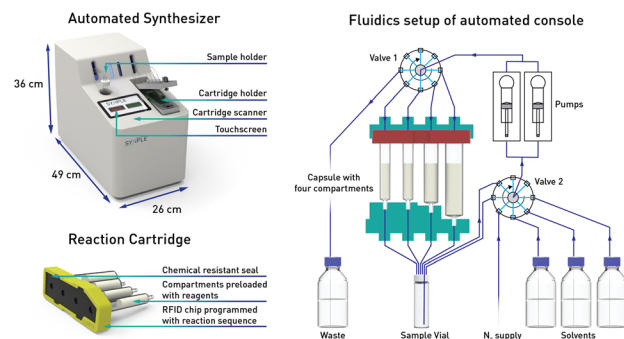 Automated Synthesizer
Sample holder
Cartridge holder
Cartridge scanner
Touchscreen
SYNPLE
SYNPLE
36 cm
49 cm
26 cm
Reaction Cartridge
Chemical resistant seal
Compartments preloaded
with reagents
RFID chip programmed
with reaction sequence
Fluidics setup of automated console
Valve 1
Pumps
Capsule with
four compartments
Valve 2
Waste
Sample Vial
N₂ supply
Solvents